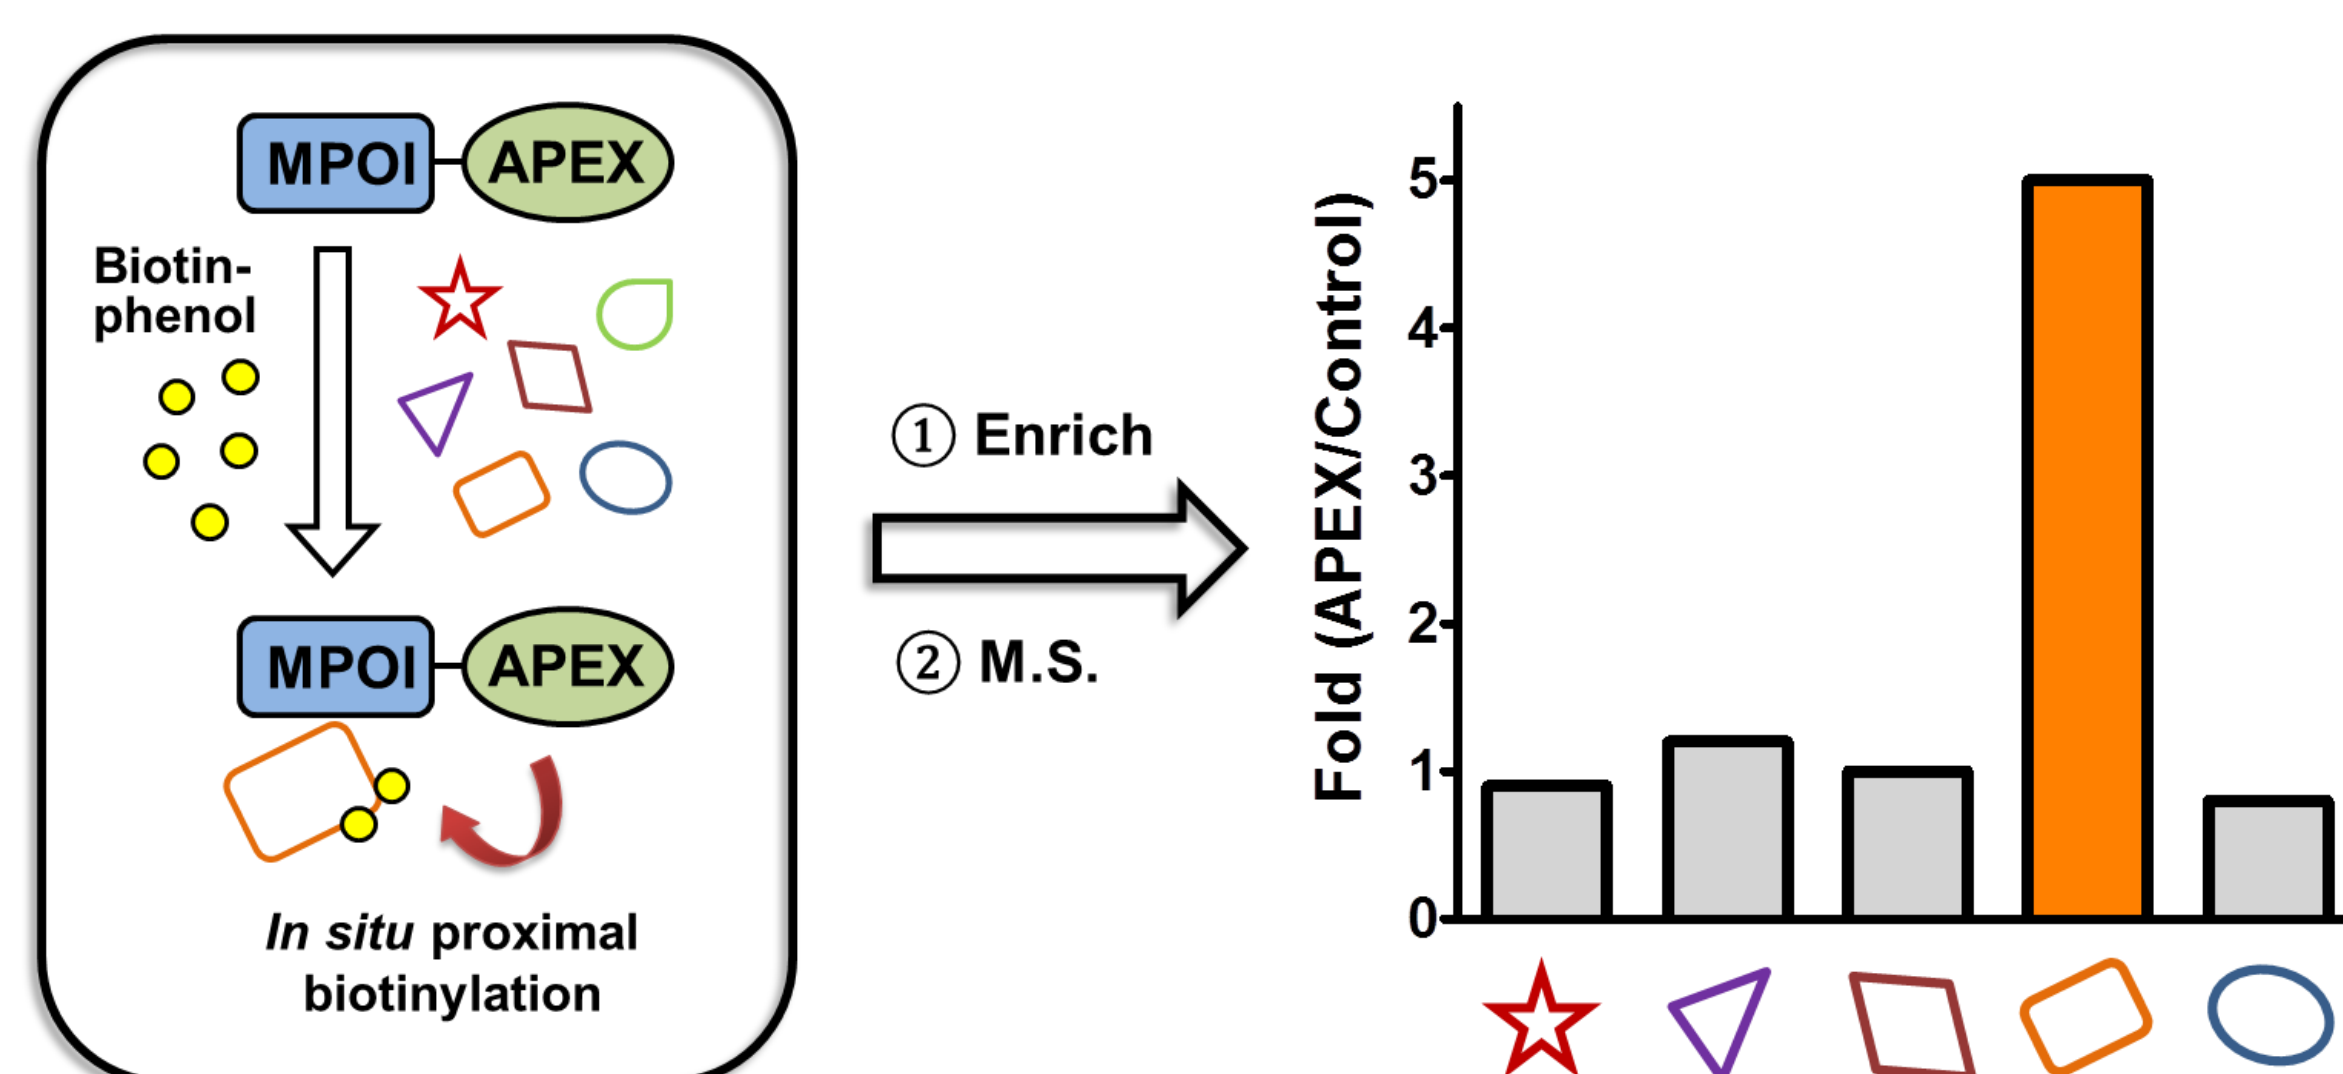 MPOI
APEX
Biotin-
phenol
MPOI
APEX
In situ proximal
biotinylation
① Enrich
② M.S.
Fold (APEX/Control)
5
4
3
2
1
0